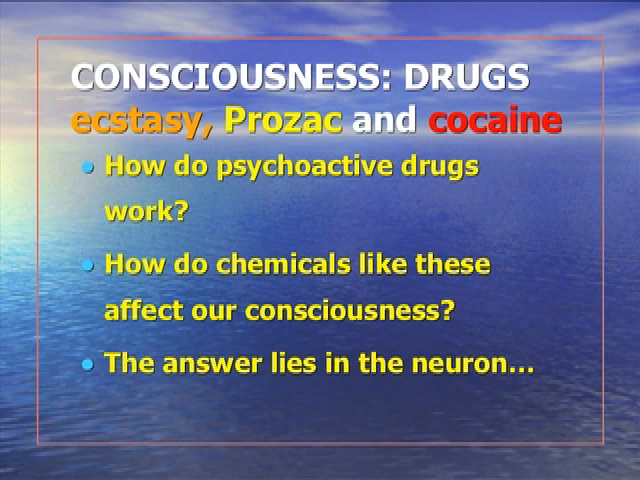 CONSCIOUSNESS: DRUGS
ecstasy, Prozac and cocaine
• How do psychoactive drugs
work?
• How do chemicals like these
affect our consciousness?
• The answer lies in the neuron…